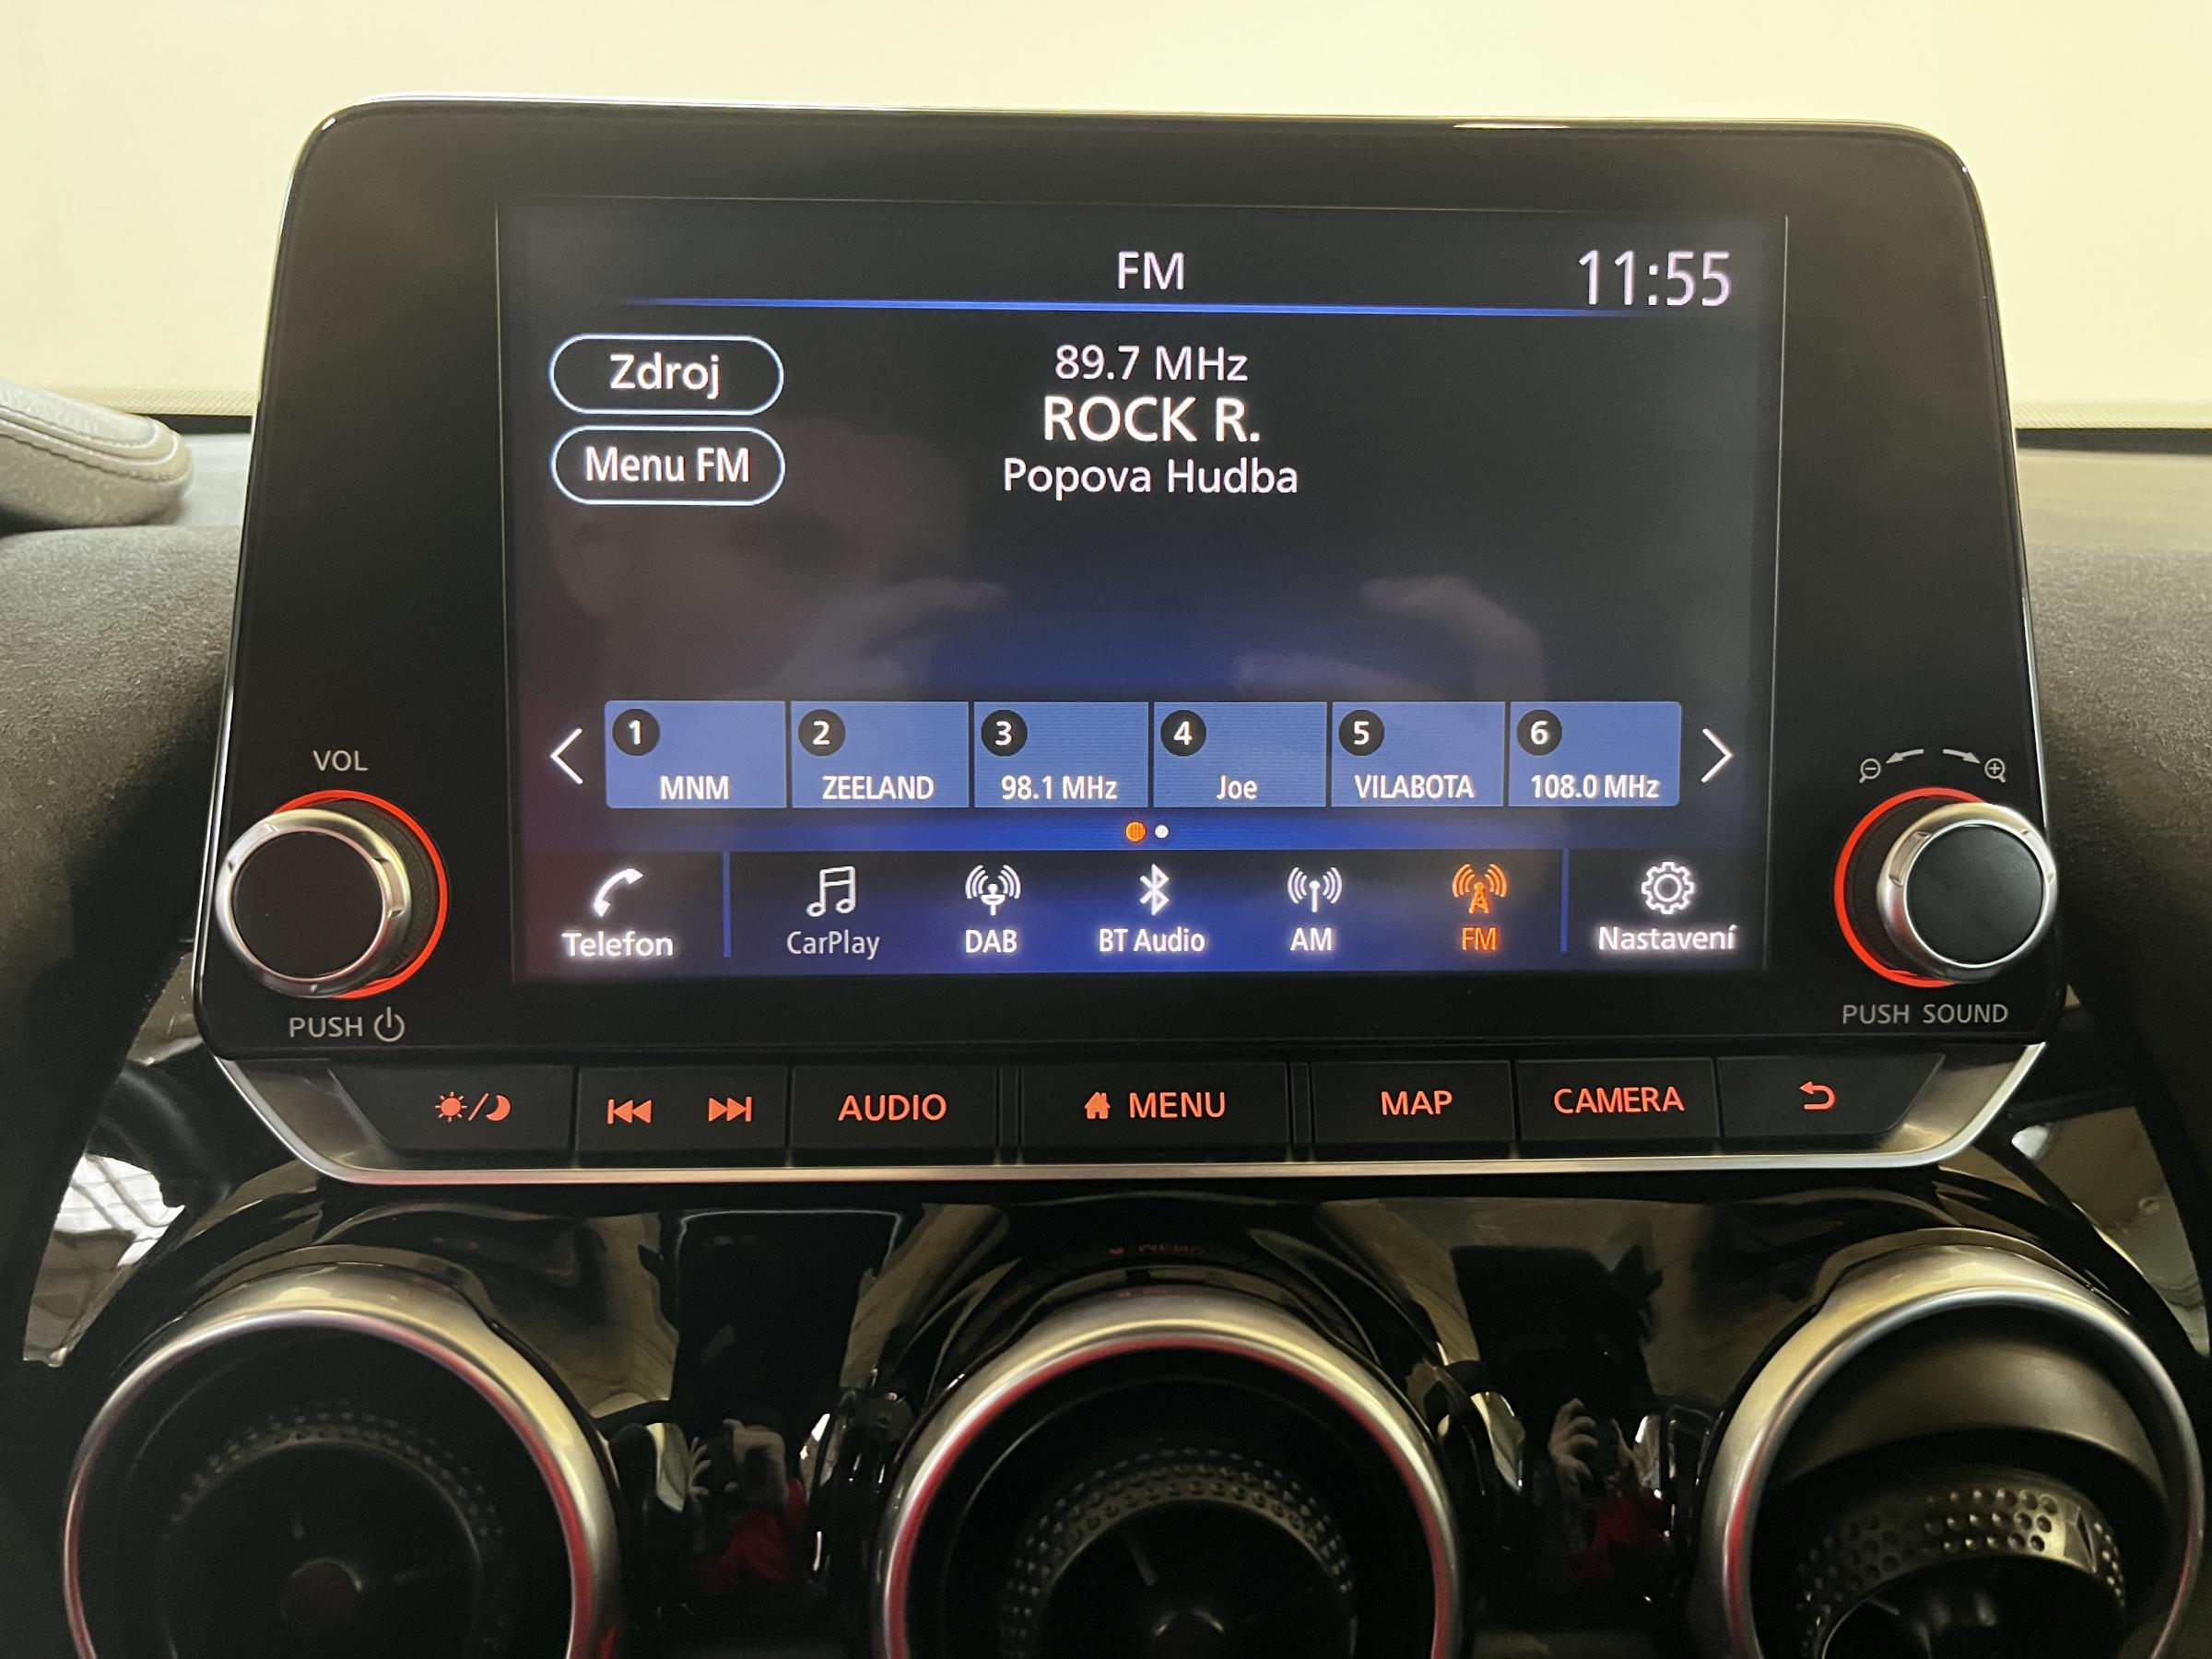 FM
11:55
Zdroj
89.7 MHz
ROCK R.
Menu FM
Popova Hudba
1
MNM
2
ZEELAND
3
98.1 MHz
4
Joe
5
VILABOTA
6
108.0 MHz
Telefon
CarPlay
DAB
BT Audio
AM
FM
Nastavení
VOL
PUSH
PUSH SOUND
AUDIO
MENU
MAP
CAMERA